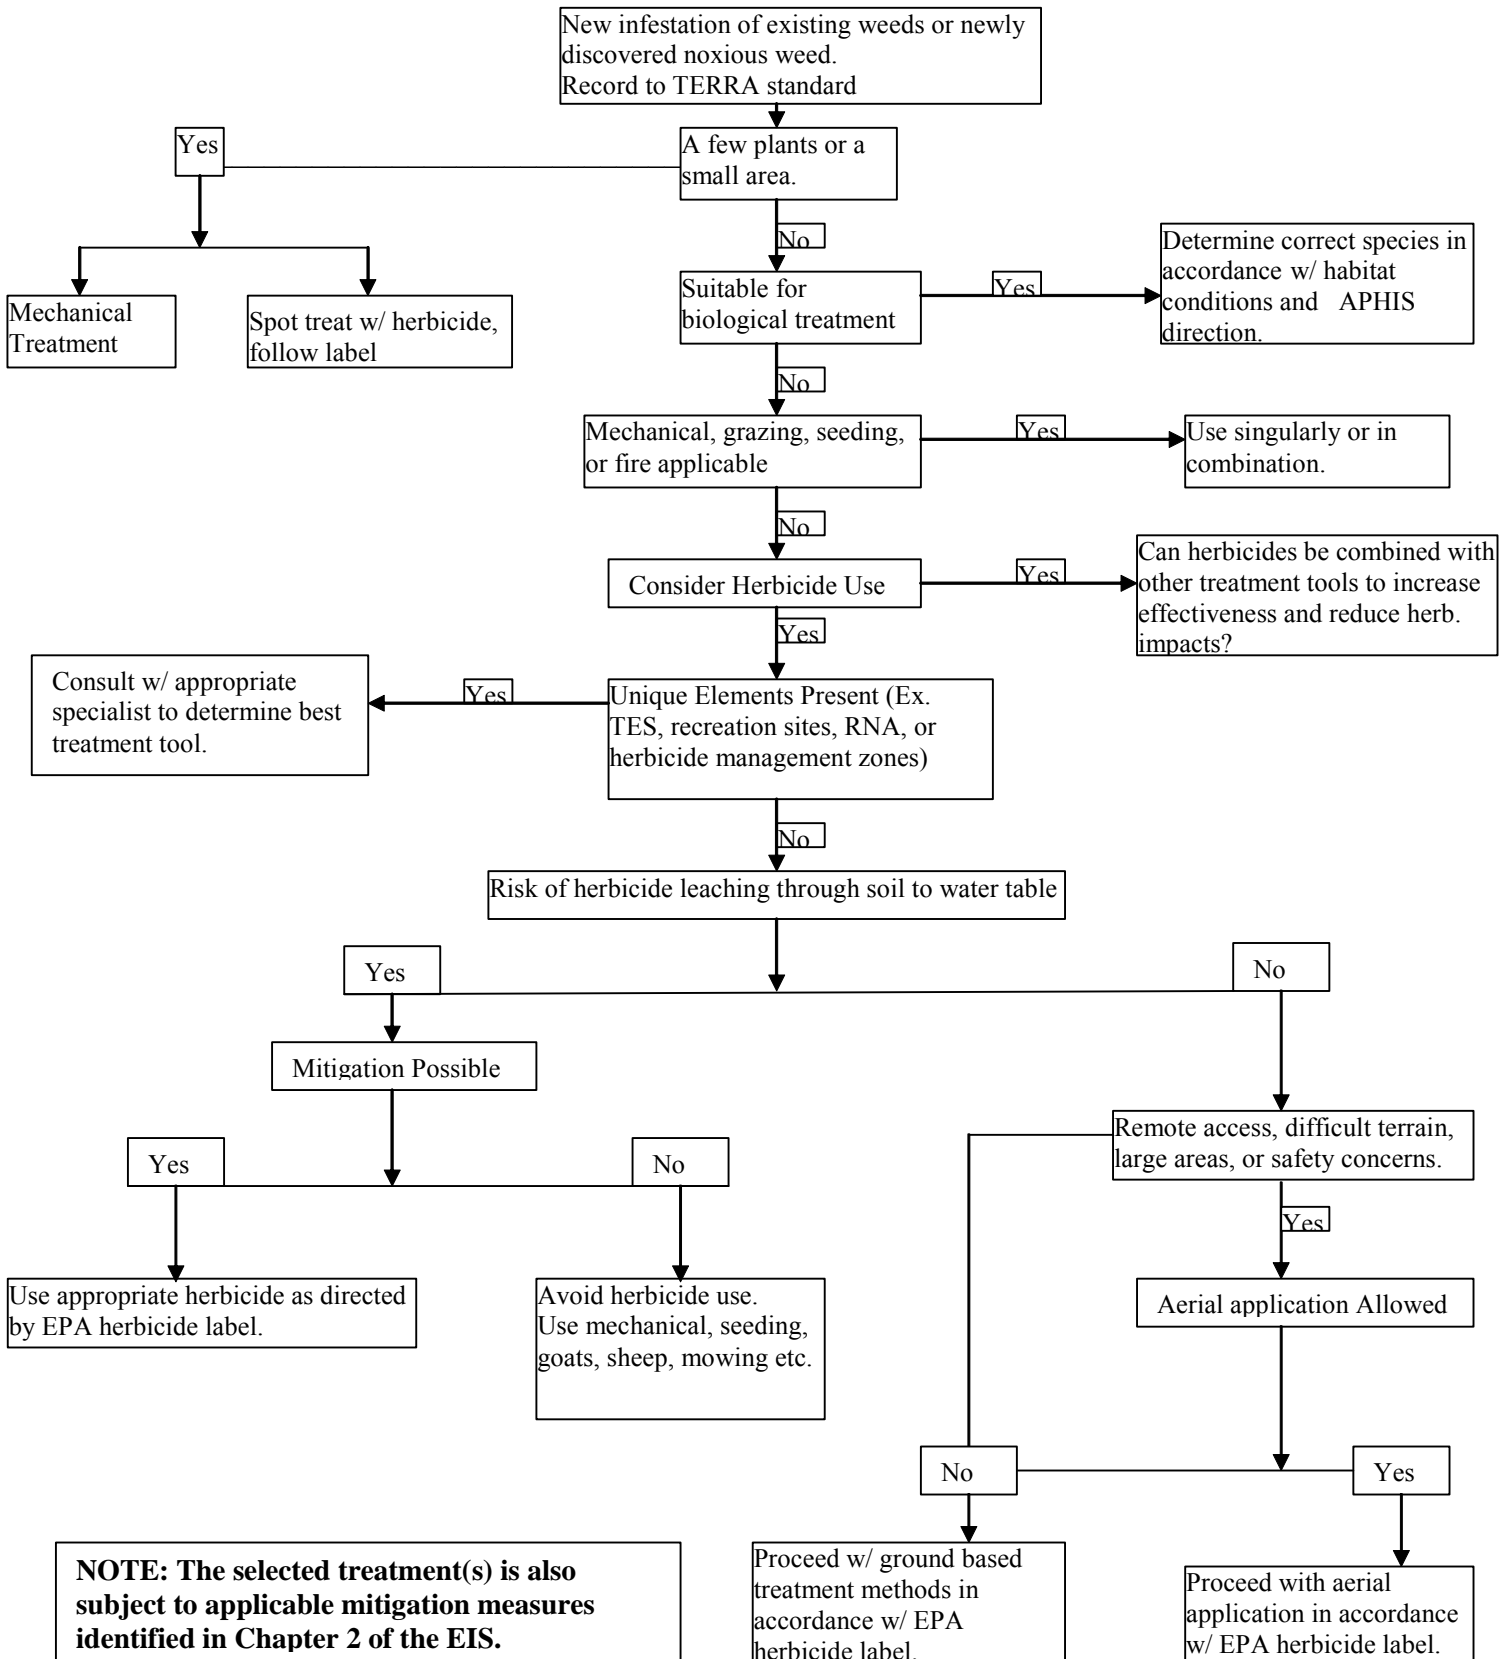 New infestation of existing weeds or newly
discovered noxious weed.
Record to TERRA standard
Yes
A few plants or a
small area.
No
Mechanical
Treatment
Spot treat w/ herbicide,
follow label
Suitable for
biological treatment
Yes
Determine correct species in
accordance w/ habitat
conditions and APHIS
direction.
No
Mechanical, grazing, seeding,
or fire applicable
Yes
Use singularly or in
combination.
No
Consider Herbicide Use
Yes
Can herbicides be combined with
other treatment tools to increase
effectiveness and reduce herb.
impacts?
Yes
Consult w/ appropriate
specialist to determine best
treatment tool.
Yes
Unique Elements Present (Ex.
TES, recreation sites, RNA, or
herbicide management zones)
No
Risk of herbicide leaching through soil to water table
Yes
No
Mitigation Possible
Yes
No
Use appropriate herbicide as directed
by EPA herbicide label.
Avoid herbicide use.
Use mechanical, seeding,
goats, sheep, mowing etc.
Remote access, difficult terrain,
large areas, or safety concerns.
Yes
Aerial application Allowed
No
Yes
NOTE: The selected treatment(s) is also
subject to applicable mitigation measures
identified in Chapter 2 of the EIS.
Proceed w/ ground based
treatment methods in
accordance w/ EPA
herbicide label.
Proceed with aerial
application in accordance
w/ EPA herbicide label.